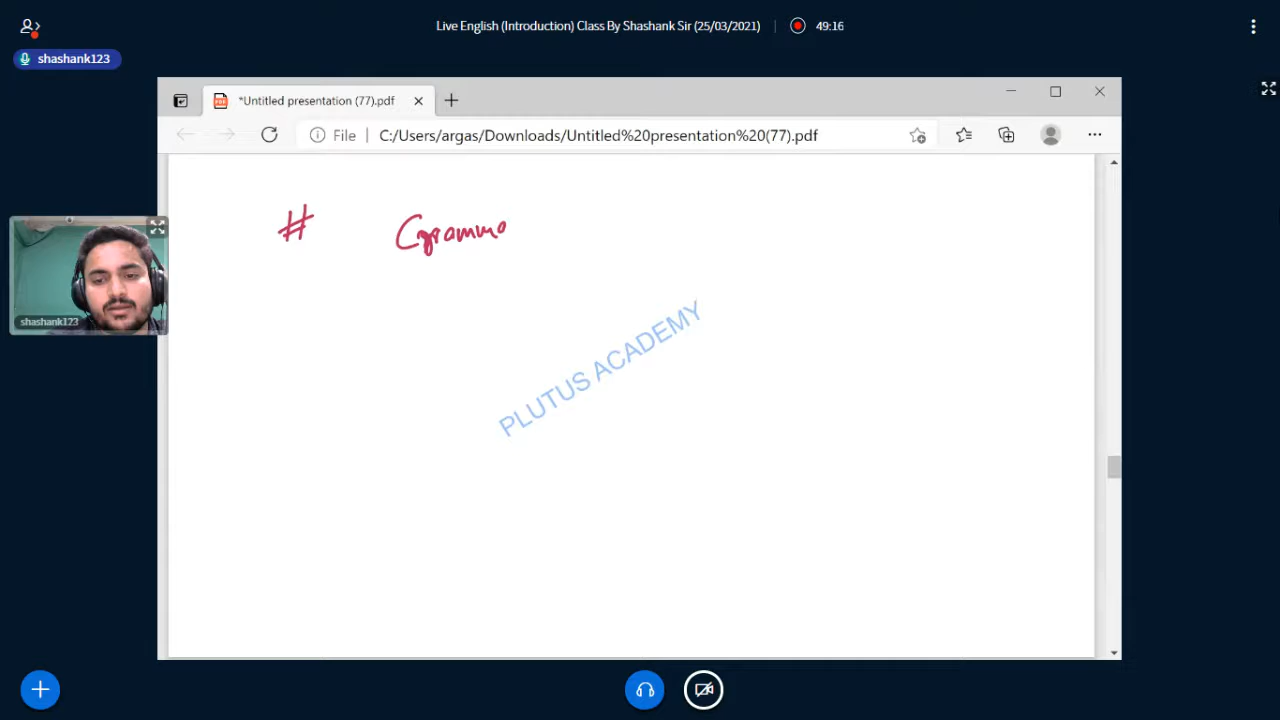 Live English (Introduction) Class By Shashank Sir (25/03/2021) 49:16
shashank123
*Untitled presentation (77).pdf
File C:/Users/argas/Downloads/Untitled%20presentation%20(77).pdf
# Gramma
shashank123
PLUTUS ACADEMY